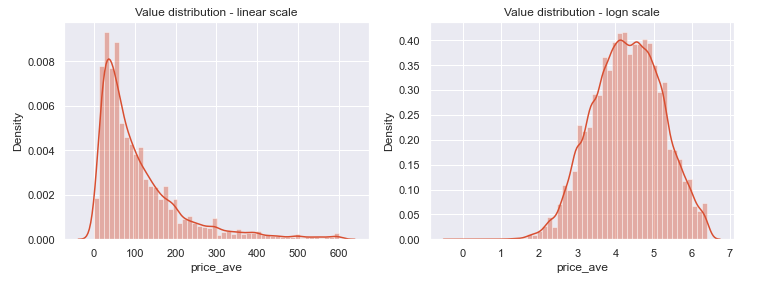 Value distribution - linear scale
Density
0.008
0.006
0.004
0.002
0.000
0 100 200 300 400 500 600
price_ave
Value distribution - logn scale
Density
0.40
0.35
0.30
0.25
0.20
0.15
0.10
0.05
0.00
0 1 2 3 4 5 6 7
price_ave